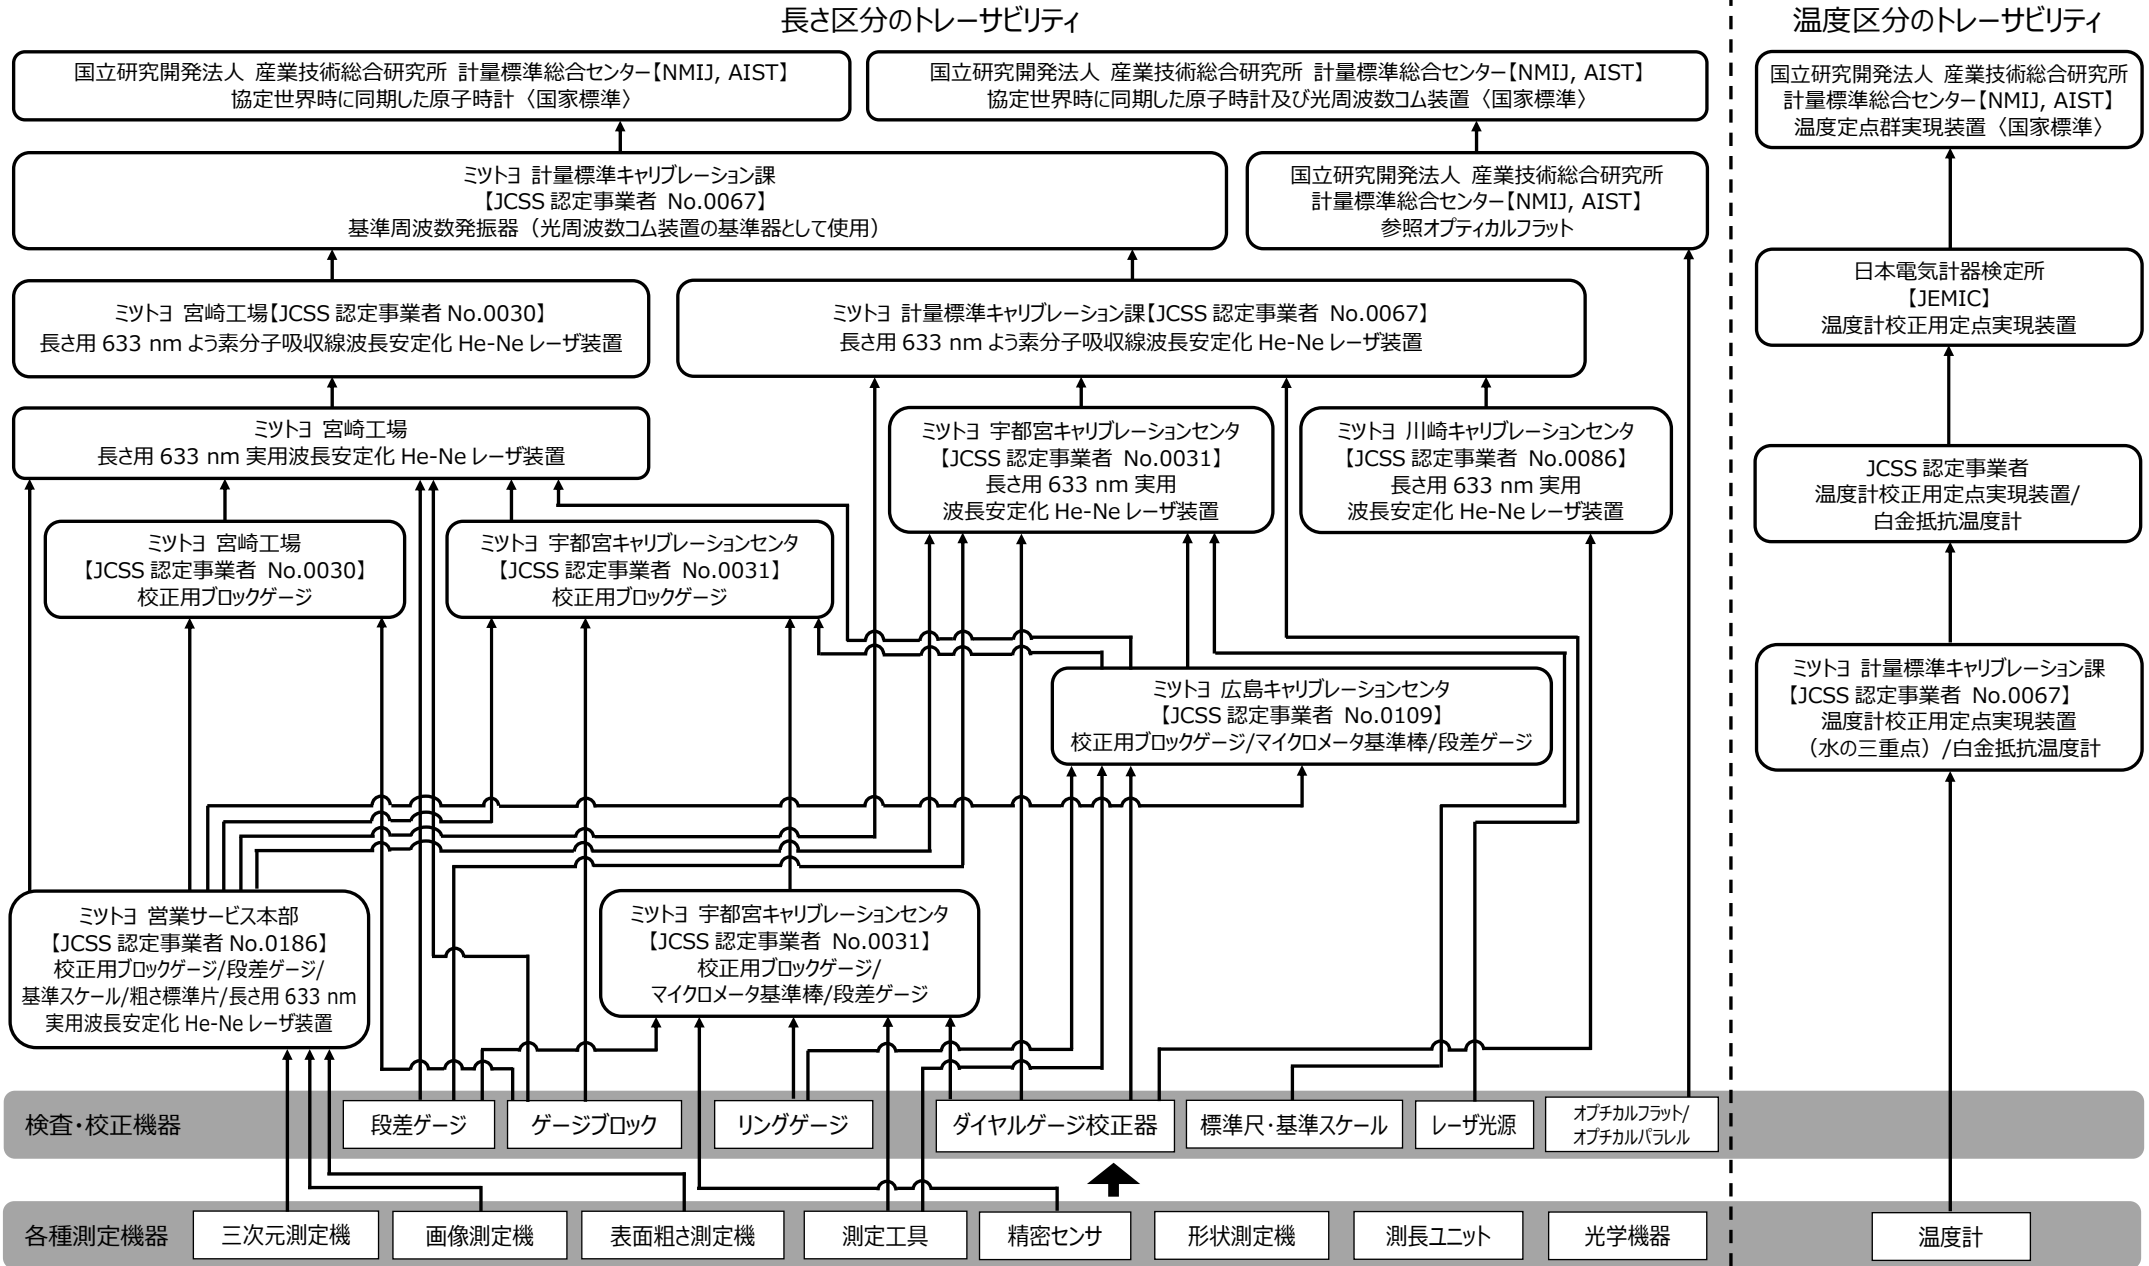 長さ区分のトレーサビリティ
温度区分のトレーサビリティ
国立研究開発法人 産業技術総合研究所 計量標準総合センター【NMIJ, AIST】
協定世界時に同期した原子時計〈国家標準〉
国立研究開発法人 産業技術総合研究所 計量標準総合センター【NMIJ, AIST】
協定世界時に同期した原子時計及び光周波数コム装置〈国家標準〉
国立研究開発法人 産業技術総合研究所
計量標準総合センター【NMIJ, AIST】
温度定点群実現装置〈国家標準〉
ミツトヨ 計量標準キャリブレーション課
【JCSS 認定事業者 No.0067】
基準周波数発振器（光周波数コム装置の基準器として使用）
国立研究開発法人 産業技術総合研究所
計量標準総合センター【NMIJ, AIST】
参照オプティカルフラット
日本電気計器検定所
【JEMIC】
温度計校正用定点実現装置
ミツトヨ 宮崎工場【JCSS 認定事業者 No.0030】
長さ用 633 nm よう素分子吸収線波長安定化 He-Ne レーザ装置
ミツトヨ 計量標準キャリブレーション課【JCSS 認定事業者 No.0067】
長さ用 633 nm よう素分子吸収線波長安定化 He-Ne レーザ装置
ミツトヨ 宮崎工場
長さ用 633 nm 実用波長安定化 He-Ne レーザ装置
ミツトヨ 宇都宮キャリブレーションセンタ
【JCSS 認定事業者 No.0031】
長さ用 633 nm 実用
波長安定化 He-Ne レーザ装置
ミツトヨ 川崎キャリブレーションセンタ
【JCSS 認定事業者 No.0086】
長さ用 633 nm 実用
波長安定化 He-Ne レーザ装置
JCSS 認定事業者
温度計校正用定点実現装置/
白金抵抗温度計
ミツトヨ 宮崎工場
【JCSS 認定事業者 No.0030】
校正用ブロックゲージ
ミツトヨ 宇都宮キャリブレーションセンタ
【JCSS 認定事業者 No.0031】
校正用ブロックゲージ
ミツトヨ 広島キャリブレーションセンタ
【JCSS 認定事業者 No.0109】
校正用ブロックゲージ/マイクロメータ基準棒/段差ゲージ
ミツトヨ 計量標準キャリブレーション課
【JCSS 認定事業者 No.0067】
温度計校正用定点実現装置
（水の三重点）/白金抵抗温度計
ミツトヨ 営業サービス本部
【JCSS 認定事業者 No.0186】
校正用ブロックゲージ/段差ゲージ/
基準スケール/粗さ標準片/長さ用 633 nm
実用波長安定化 He-Ne レーザ装置
ミツトヨ 宇都宮キャリブレーションセンタ
【JCSS 認定事業者 No.0031】
校正用ブロックゲージ/
マイクロメータ基準棒/段差ゲージ
検査・校正機器
段差ゲージ
ゲージブロック
リングゲージ
ダイヤルゲージ校正器
標準尺・基準スケール
レーザ光源
オプチカルフラット/
オプチカルパラレル
各種測定機器
三次元測定機
画像測定機
表面粗さ測定機
測定工具
精密センサ
形状測定機
測長ユニット
光学機器
温度計